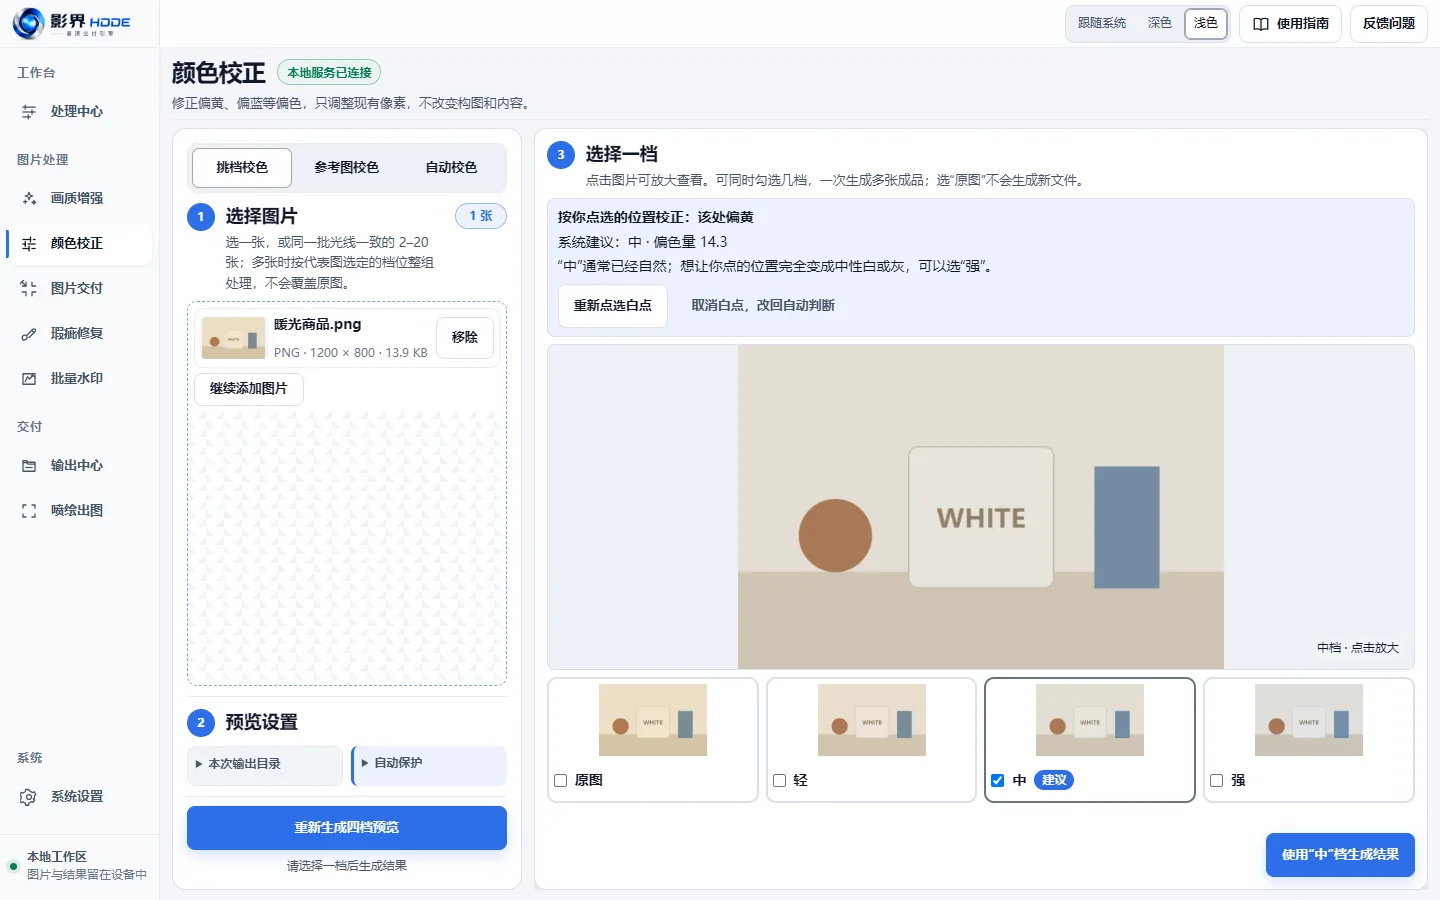 影界 HDDE
跟随系统
深色
浅色
使用指南
反馈问题
工作台
处理中心
图片处理
画质增强
颜色校正
图片交付
瑕疵修复
批量水印
交付
输出中心
喷绘出图
系统
系统设置
本地工作区
图片与结果留在设备中
颜色校正
本地服务已连接
修正偏黄、偏蓝等偏色，只调整现有像素，不改变构图和内容。
挑档校色
参考图校色
自动校色
1
选择图片
1 张
选一张，或同一批光线一致的 2–20
张；多张时按代表图选定的档位整组
处理，不会覆盖原图。
暖光商品.png
PNG · 1200 × 800 · 13.9 KB
移除
继续添加图片
2
预览设置
本次输出目录
自动保护
重新生成四档预览
请选择一档后生成结果
3
选择一档
点击图片可放大查看。可同时勾选几档，一次生成多张成品；选“原图”不会生成新文件。
按你点选的位置校正：该处偏黄
系统建议：中 · 偏色量 14.3
“中”通常已经自然；想让你点的位置完全变成中性白或灰，可以选“强”。
重新点选白点
取消白点，改回自动判断
WHITE
中档 · 点击放大
WHITE
原图
WHITE
轻
WHITE
中
建议
WHITE
强
使用“中”档生成结果